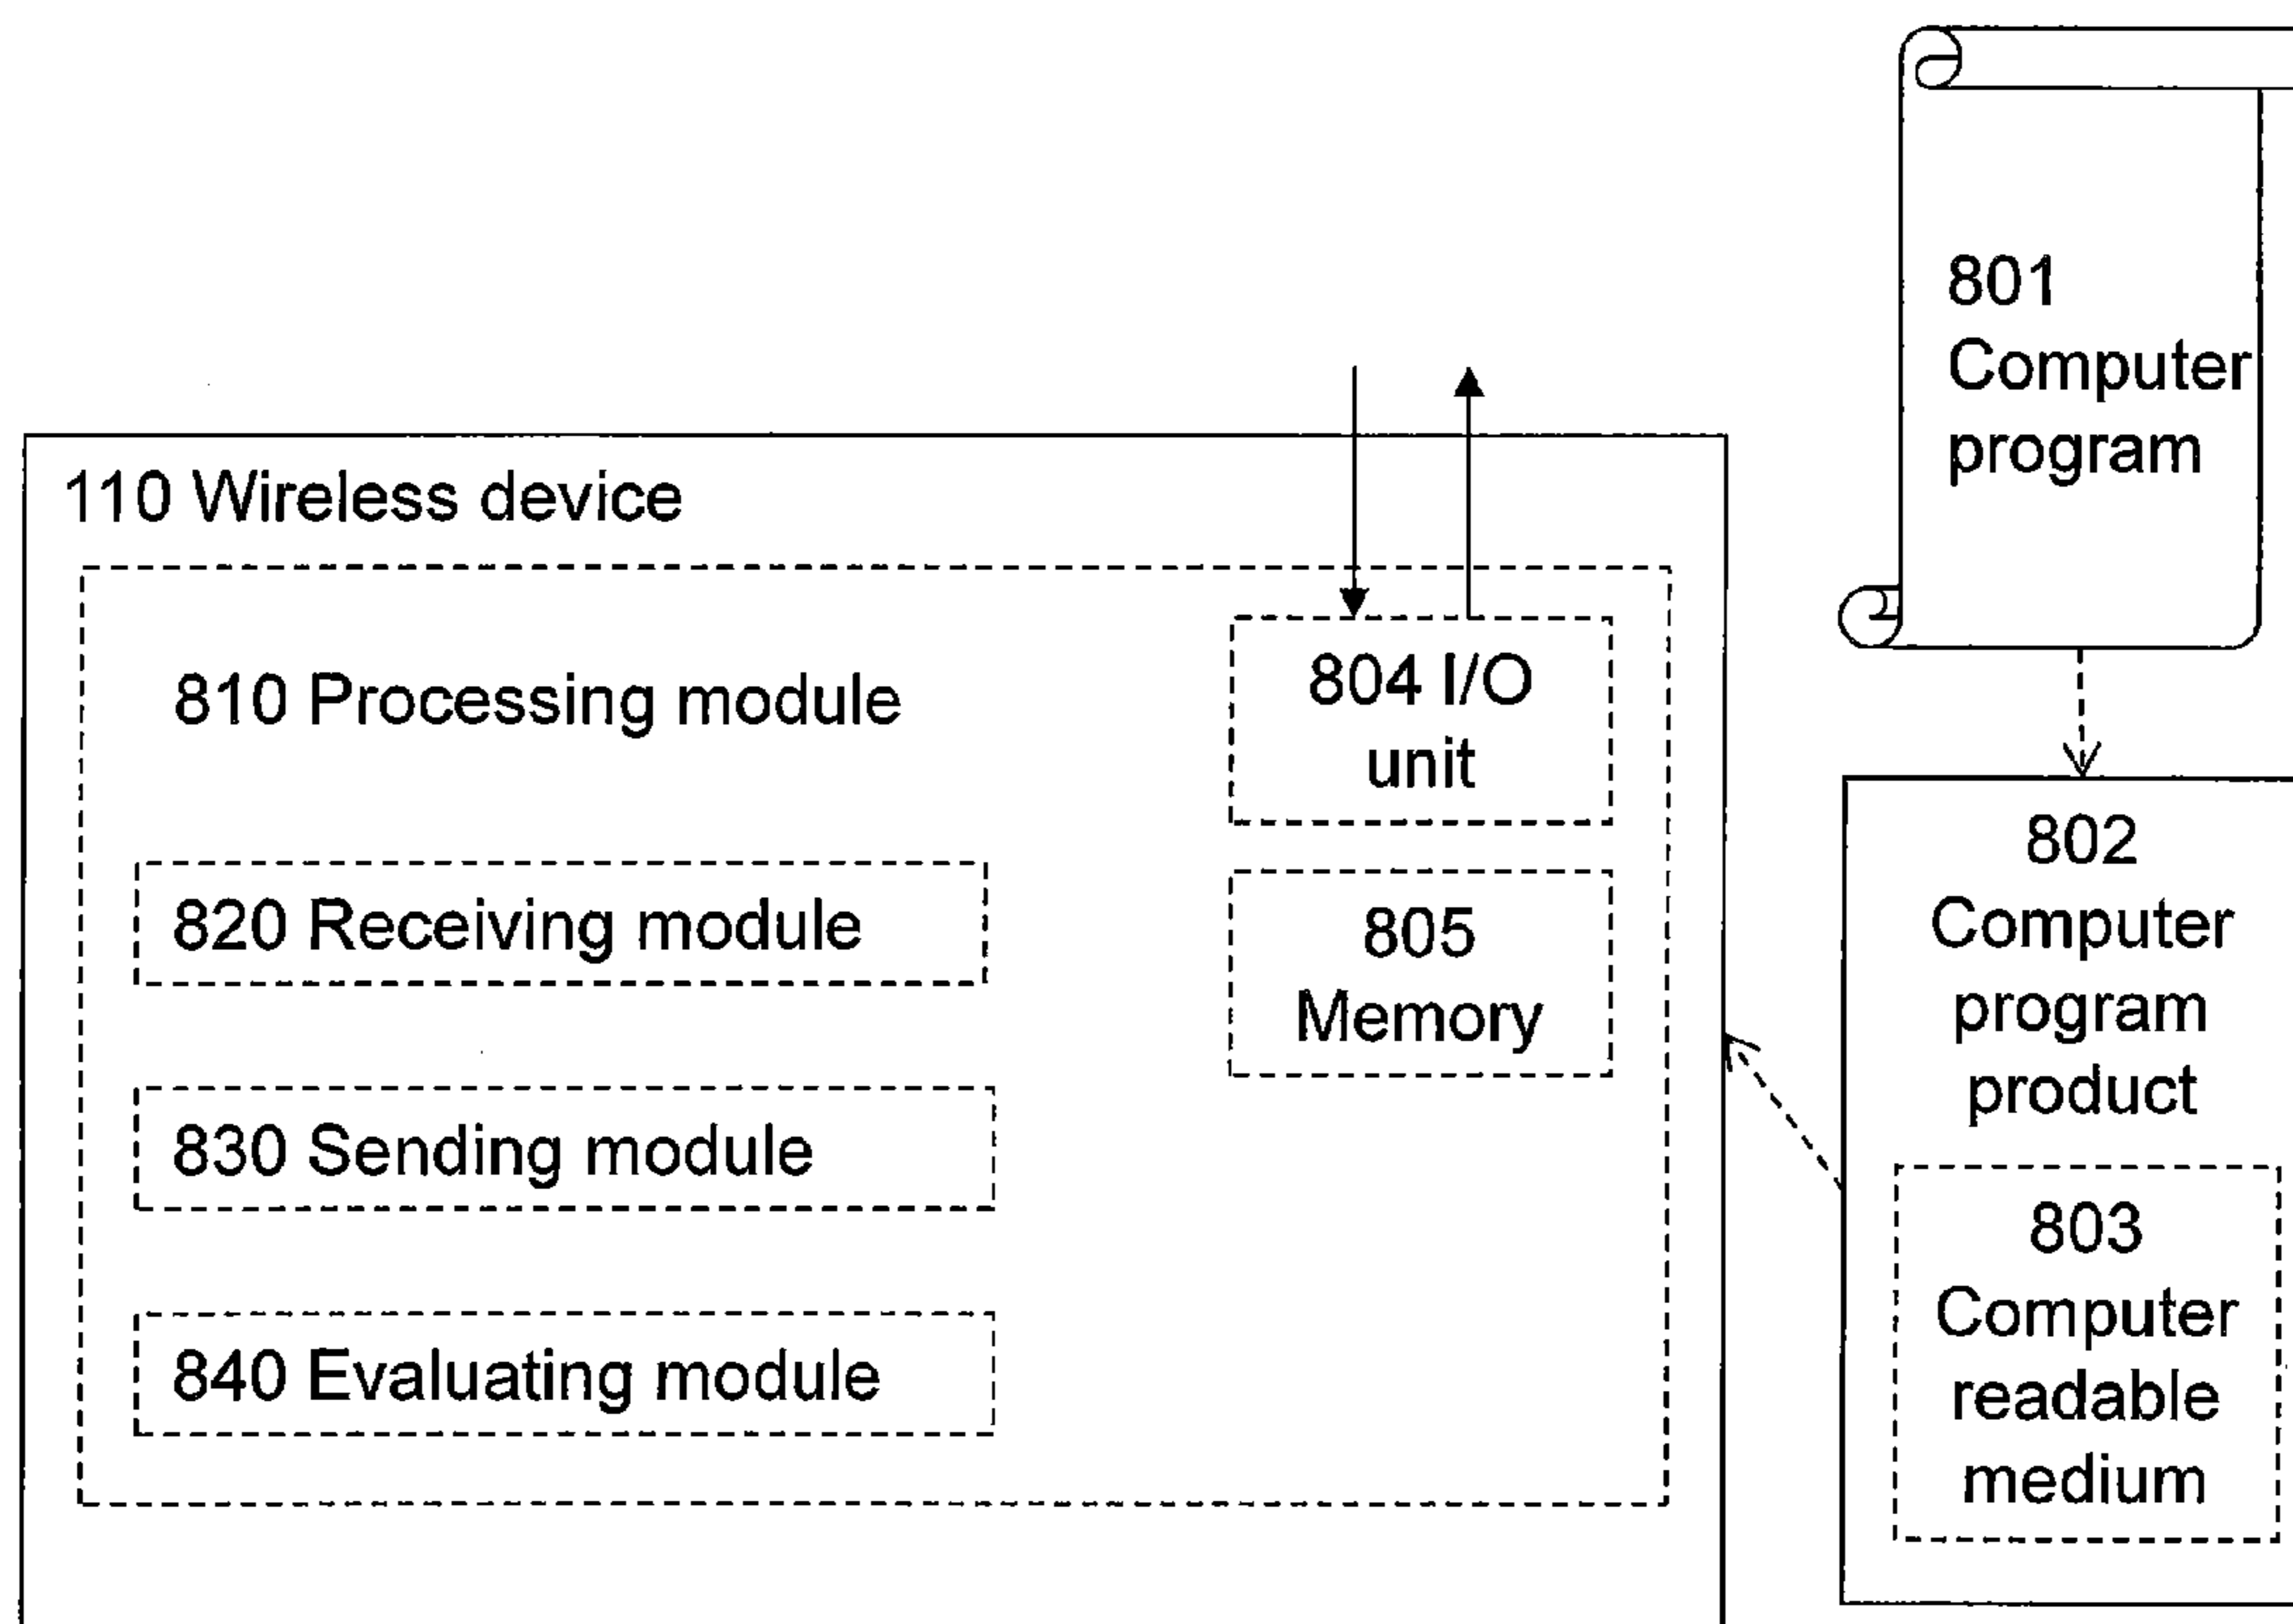 801
Computer
program
110 Wireless device
810 Processing module
804 I/O
unit
820 Receiving module
805
Memory
830 Sending module
840 Evaluating module
802
Computer
program
product
803
Computer
readable
medium